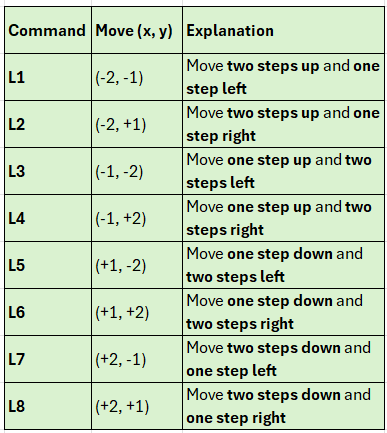 Command Move (x, y) Explanation
L1 (-2, -1) Move two steps up and one
step left
L2 (-2, +1) Move two steps up and one
step right
L3 (-1, -2) Move one step up and two
steps left
L4 (-1, +2) Move one step up and two
steps right
L5 (+1, -2) Move one step down and
two steps left
L6 (+1, +2) Move one step down and
two steps right
L7 (+2, -1) Move two steps down and
one step left
L8 (+2, +1) Move two steps down and
one step right